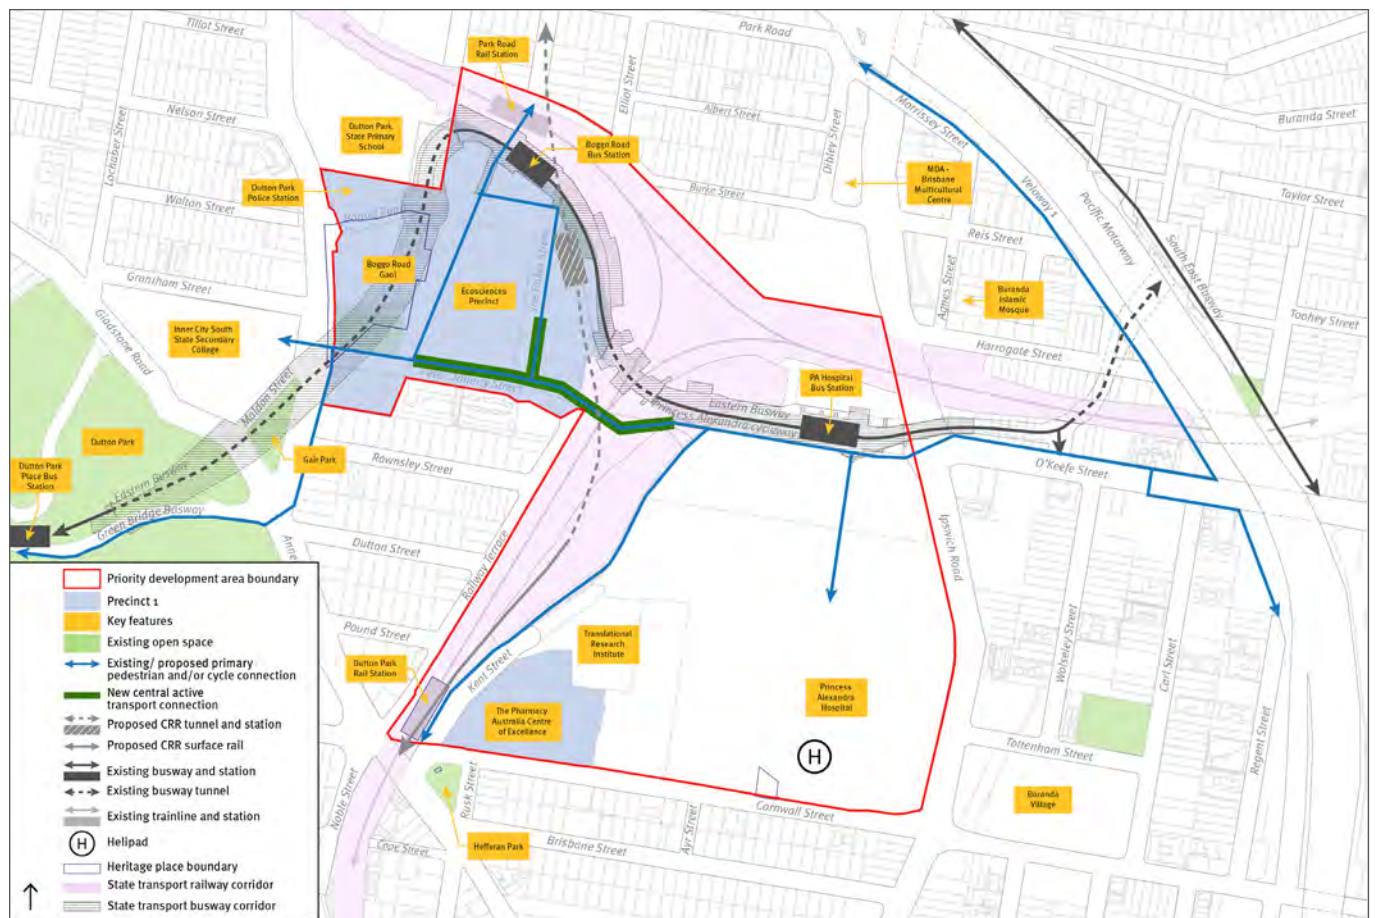 Tillot Street
Park Road
Rail Station
Park Road
Elliot Street
Nelson Street
Lochaber Street
Dutton Park
State Primary
School
Albert Street
Morrissey Street
Buranda Street
Boggo Road
Bus Station
Dibley Street
MDA -
Brisbane
Multicultural
Centre
Veloway 1
Taylor Street
Dutton Park
Police Station
Burke Street
Walton Street
Pacific Motorway
South East Busway
Reis Street
Boggo Road
Gaol
Grantham Street
Ecosciences
Precinct
Agnes Street
Buranda
Islamic
Mosque
Toohey Street
Gladstone Road
Inner City South
State Secondary
College
Harrogate Street
Maldon Street
PA Hospital
Bus Station
Eastern Busway
Princess Alexandra cycleway
Dutton Park
Gair Park
Rawnsley Street
O'Keefe Street
Dutton Park
Place Bus
Station
Eastern Busway
Green Bridge Busway
Ipswich Road
Dutton Street
Railway Terrace
Priority development area boundary
Precinct 1
Key features
Existing open space
Existing/ proposed primary
pedestrian and/or cycle connection
New central active
transport connection
Proposed CRR tunnel and station
Proposed CRR surface rail
Existing busway and station
Existing busway tunnel
Existing trainline and station
H
Helipad
Heritage place boundary
State transport railway corridor
State transport busway corridor
Pound Street
Dutton Park
Rail Station
Kent Street
Translational
Research
Institute
Wolseley Street
Carl Street
Regent Street
The Pharmacy
Australia Centre
of Excellence
Princess
Alexandra
Hospital
H
Tottenham Street
Noble Street
Rusk Street
Cornwall Street
Buranda
Village
Ayr Street
Hefferan Park
Brisbane Street
Cope Street